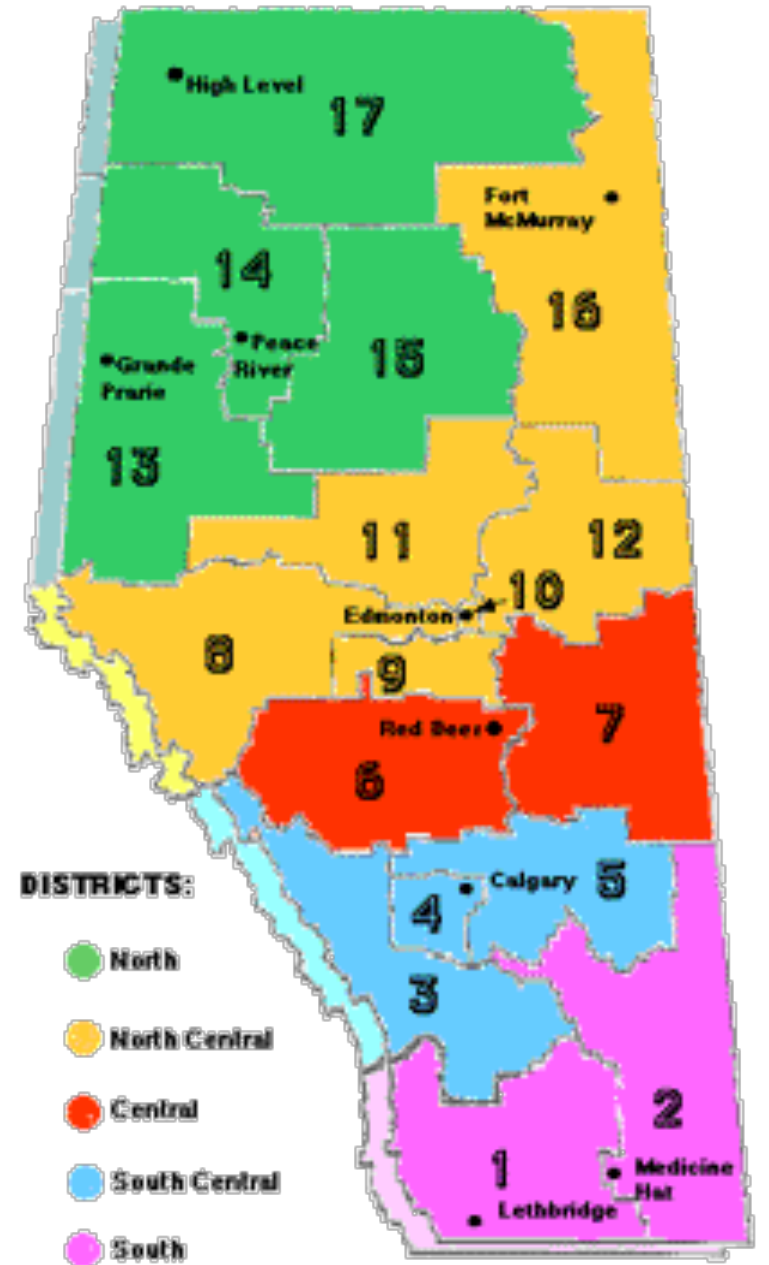 High Level
17
Fort
McMurray
14
16
Peace
River
15
Grande
Prarie
13
11
12
10
Edmonton
8
9
7
Red Deer
6
DISTRICTS:
Calgary
5
4
North
3
North Central
Central
2
1
Medicine
Hat
South Central
Lethbridge
South